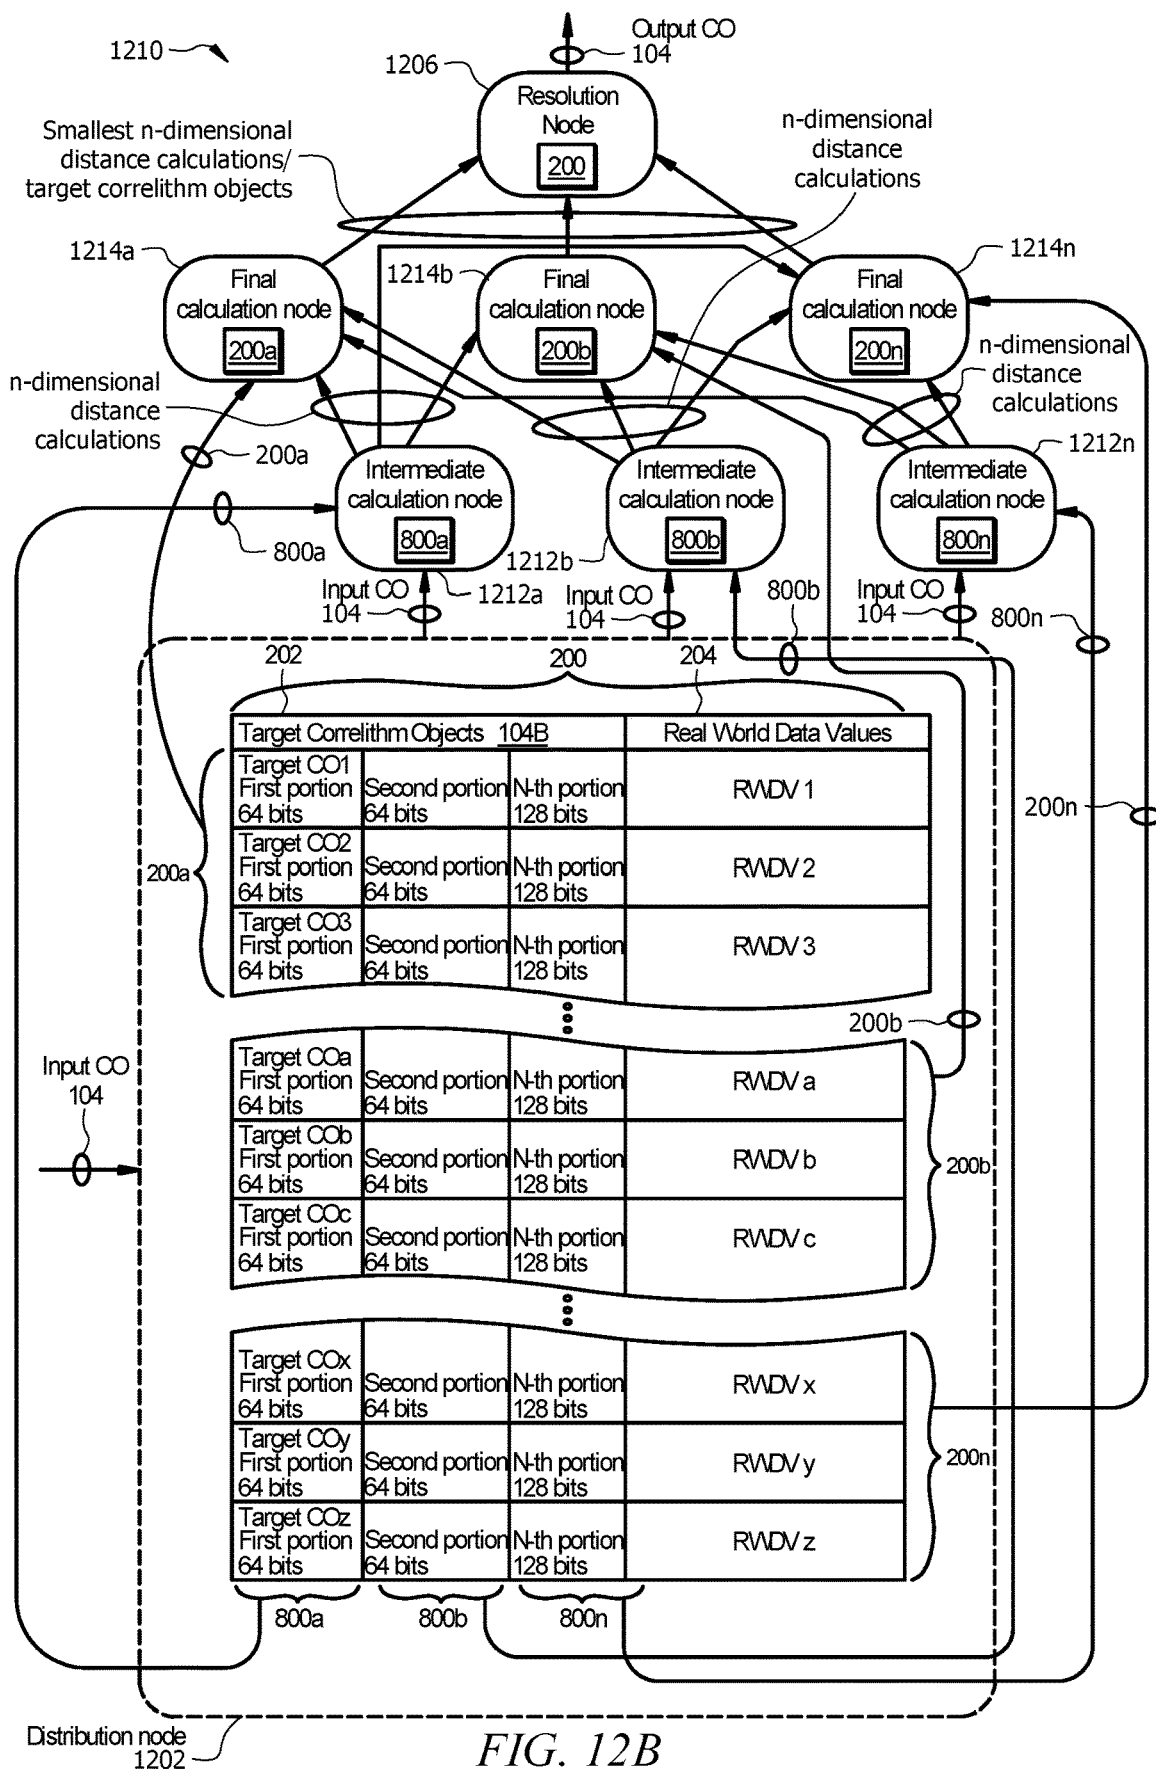 Output CO
104
1210
1206
Resolution
Node
200
Smallest n-dimensional
distance calculations/
target correlithm objects
n-dimensional
distance
calculations
1214a
1214b
1214n
Final
calculation node
200a
Final
calculation node
200b
Final
calculation node
200n
n-dimensional
distance
calculations
n-dimensional
distance
calculations
200a
800a
Intermediate
calculation node
800a
Intermediate
calculation node
800b
1212n
Intermediate
calculation node
800n
1212b
1212a
Input CO
104
Input CO
104
800b
Input CO
104
800n
202
200
204
Target Correlithm Objects 104B
Real World Data Values
Target CO1
First portion
64 bits
Second portion
64 bits
N-th portion
128 bits
RWDV 1
Target CO2
First portion
64 bits
Second portion
64 bits
N-th portion
128 bits
RWDV 2
Target CO3
First portion
64 bits
Second portion
64 bits
N-th portion
128 bits
RWDV 3
200a
200n
200b
Input CO
104
Target COa
First portion
64 bits
Second portion
64 bits
N-th portion
128 bits
RWDV a
Target COb
First portion
64 bits
Second portion
64 bits
N-th portion
128 bits
RWDV b
Target COc
First portion
64 bits
Second portion
64 bits
N-th portion
128 bits
RWDV c
200b
Target COx
First portion
64 bits
Second portion
64 bits
N-th portion
128 bits
RWDV x
Target COy
First portion
64 bits
Second portion
64 bits
N-th portion
128 bits
RWDV y
Target COz
First portion
64 bits
Second portion
64 bits
N-th portion
128 bits
RWDV z
200n
800a
800b
800n
Distribution node
1202
FIG. 12B